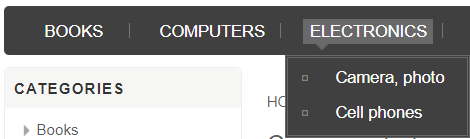 BOOKS COMPUTERS ELECTRONICS
Camera, photo
Cell phones
CATEGORIES
Books